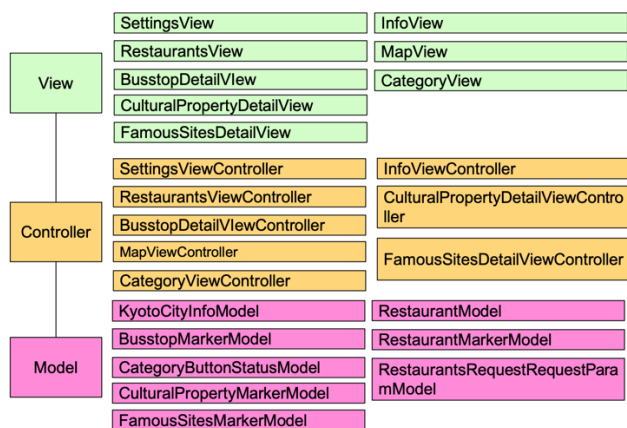 View
SettingsView
RestaurantsView
BusstopDetailVIew
CulturalPropertyDetailView
FamousSitesDetailView
InfoView
MapView
CategoryView
Controller
SettingsViewController
RestaurantsViewController
BusstopDetailVIewController
MapViewController
CategoryViewController
InfoViewController
CulturalPropertyDetailViewContro
ller
FamousSitesDetailViewController
Model
KyotoCityInfoModel
BusstopMarkerModel
CategoryButtonStatusModel
CulturalPropertyMarkerModel
FamousSitesMarkerModel
RestaurantModel
RestaurantMarkerModel
RestaurantsRequestRequestPara
mModel